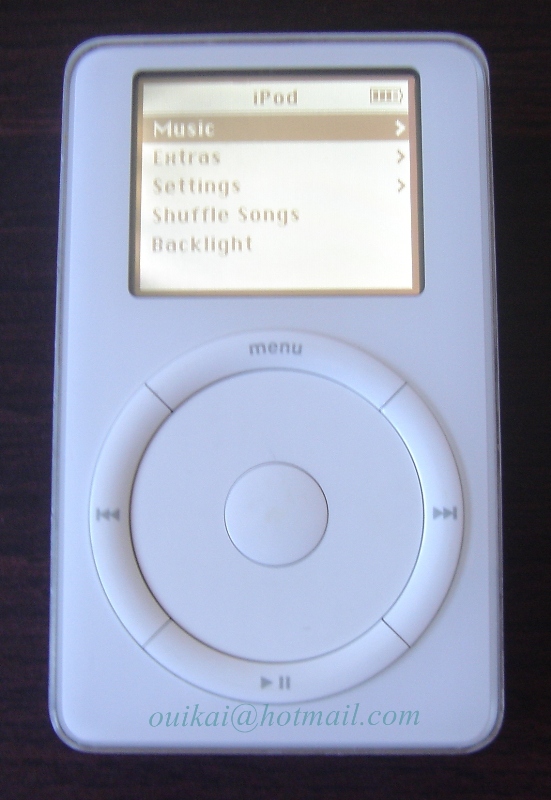 iPod
Music
Extras
Settings
Shuffle Songs
Backlight
menu
ouikai@hotmail.com